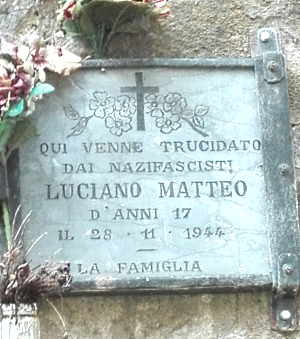 QUI VENNE TRUCIDATO
DAI NAZIFASCISTI
LUCIANO MATTEO
D'ANNI 17
IL 28 · 11 · 1944
LA FAMIGLIA